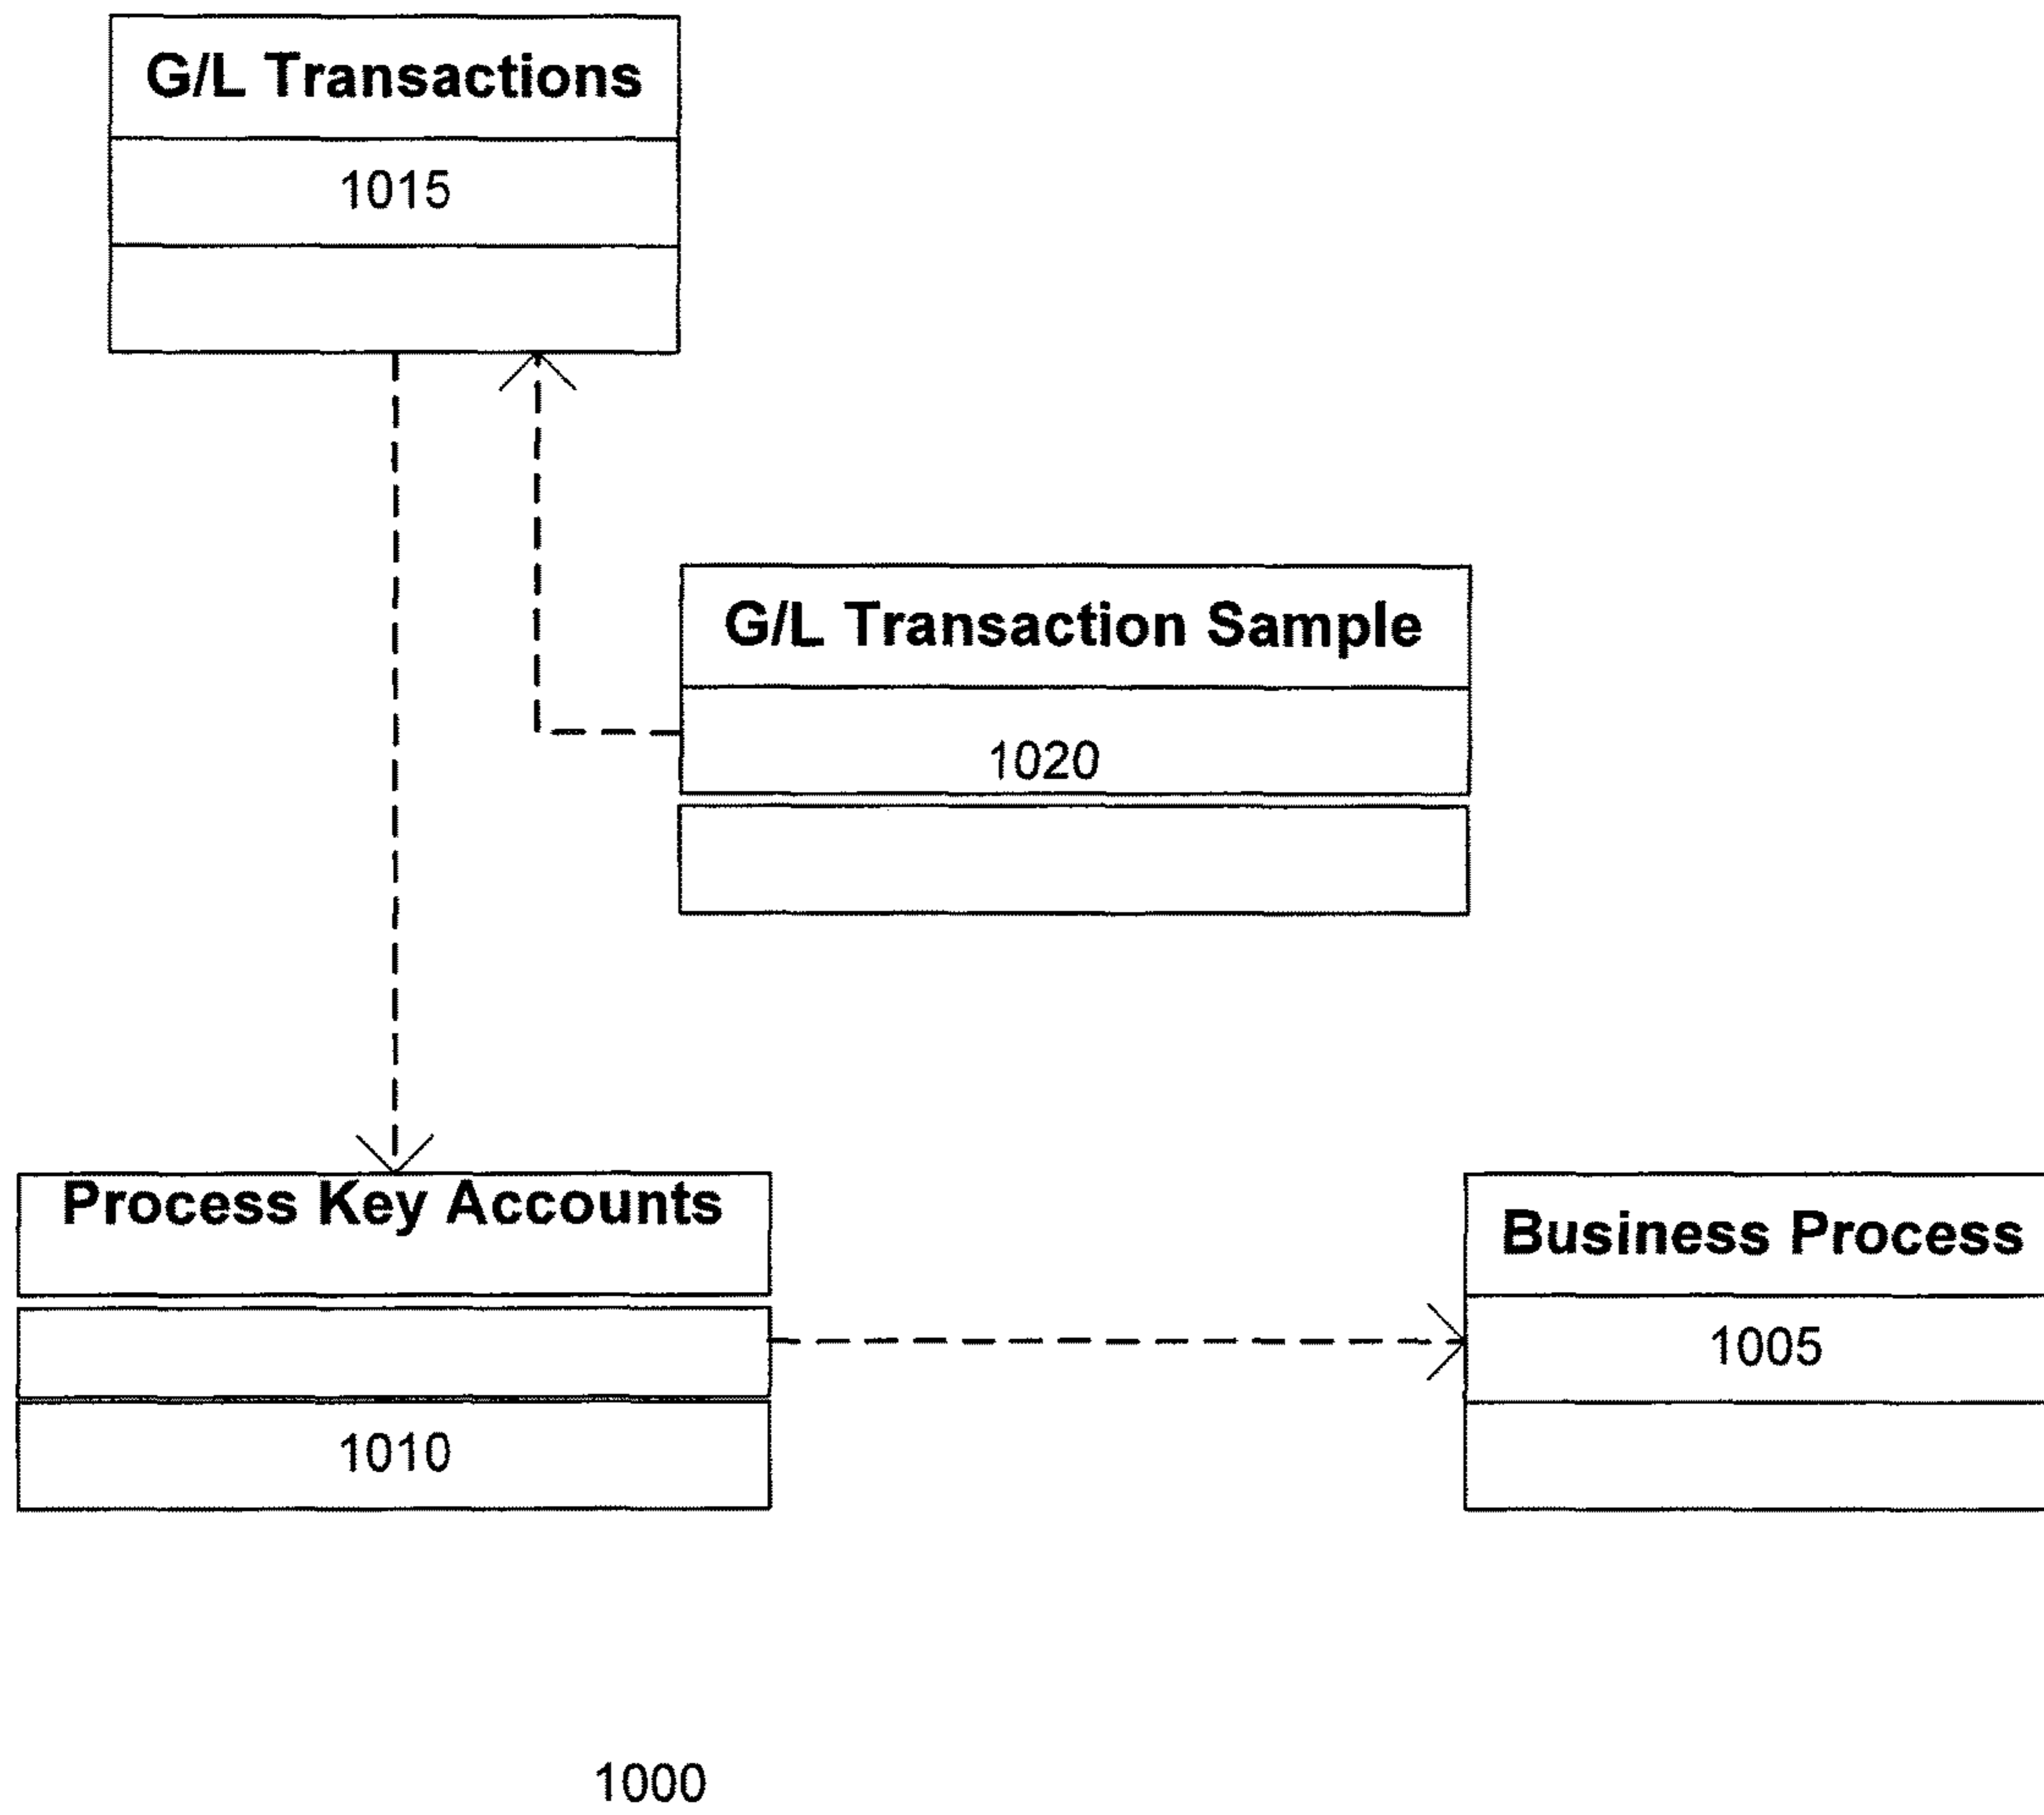 G/L Transactions
1015
G/L Transaction Sample
1020
Process Key Accounts
1010
Business Process
1005
1000